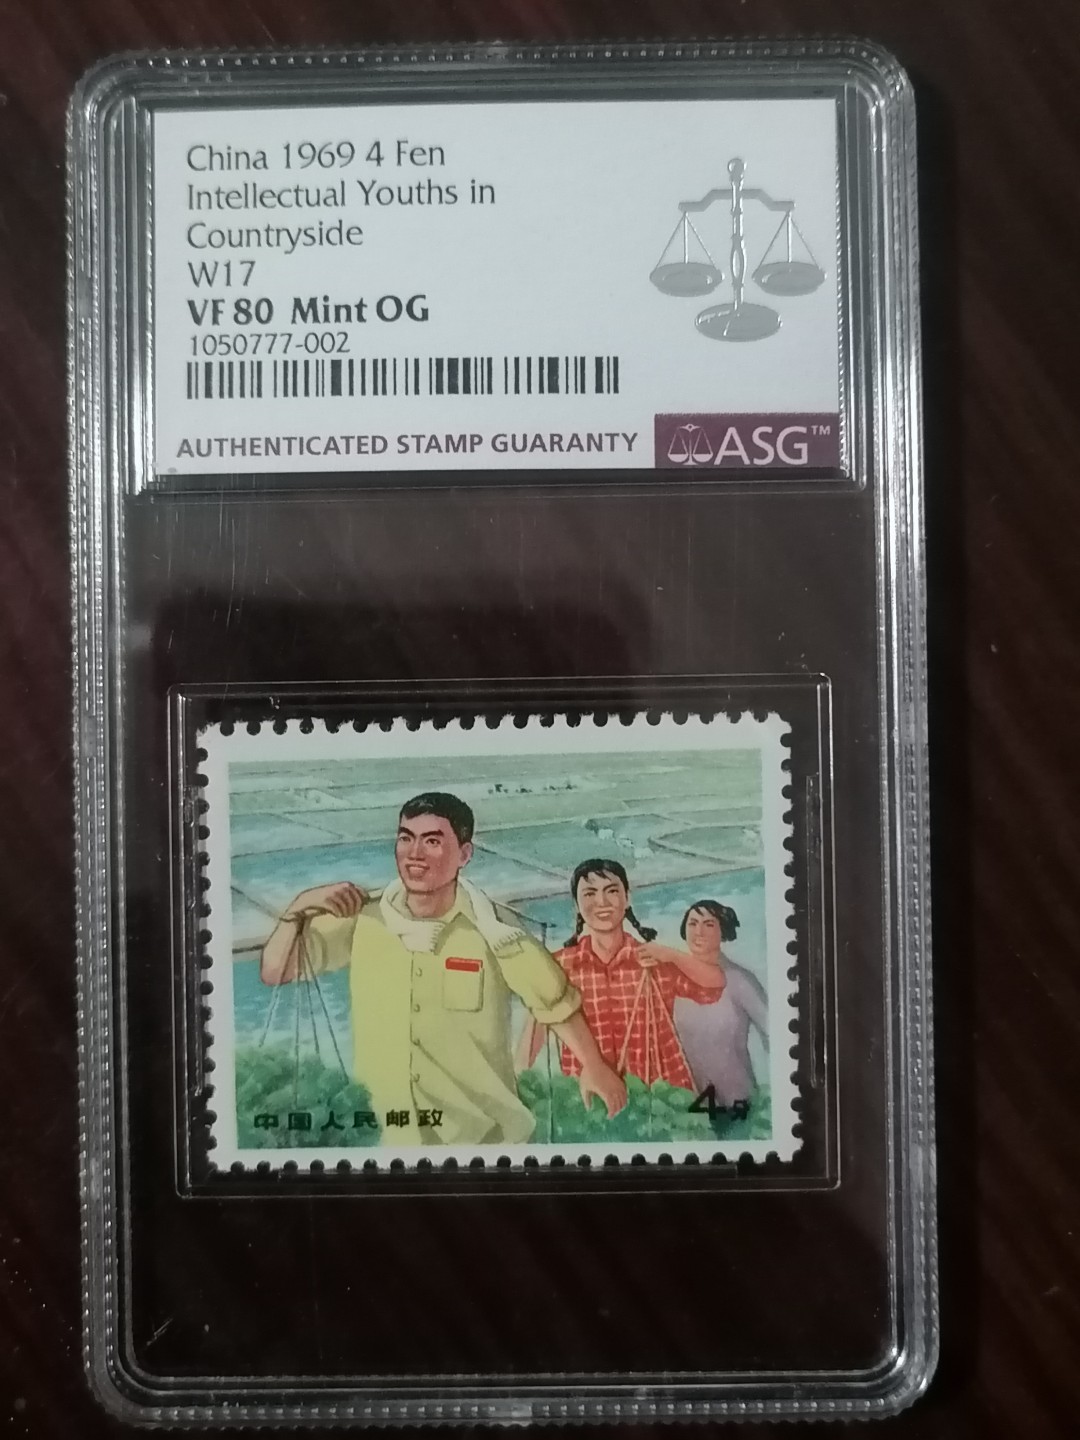 China 1969 4 Fen
Intellectual Youths in
Countryside
W17
VF 80 Mint OG
1050777-002
AUTHENTICATED STAMP GUARANTY ASG™
中国人民邮政
4分